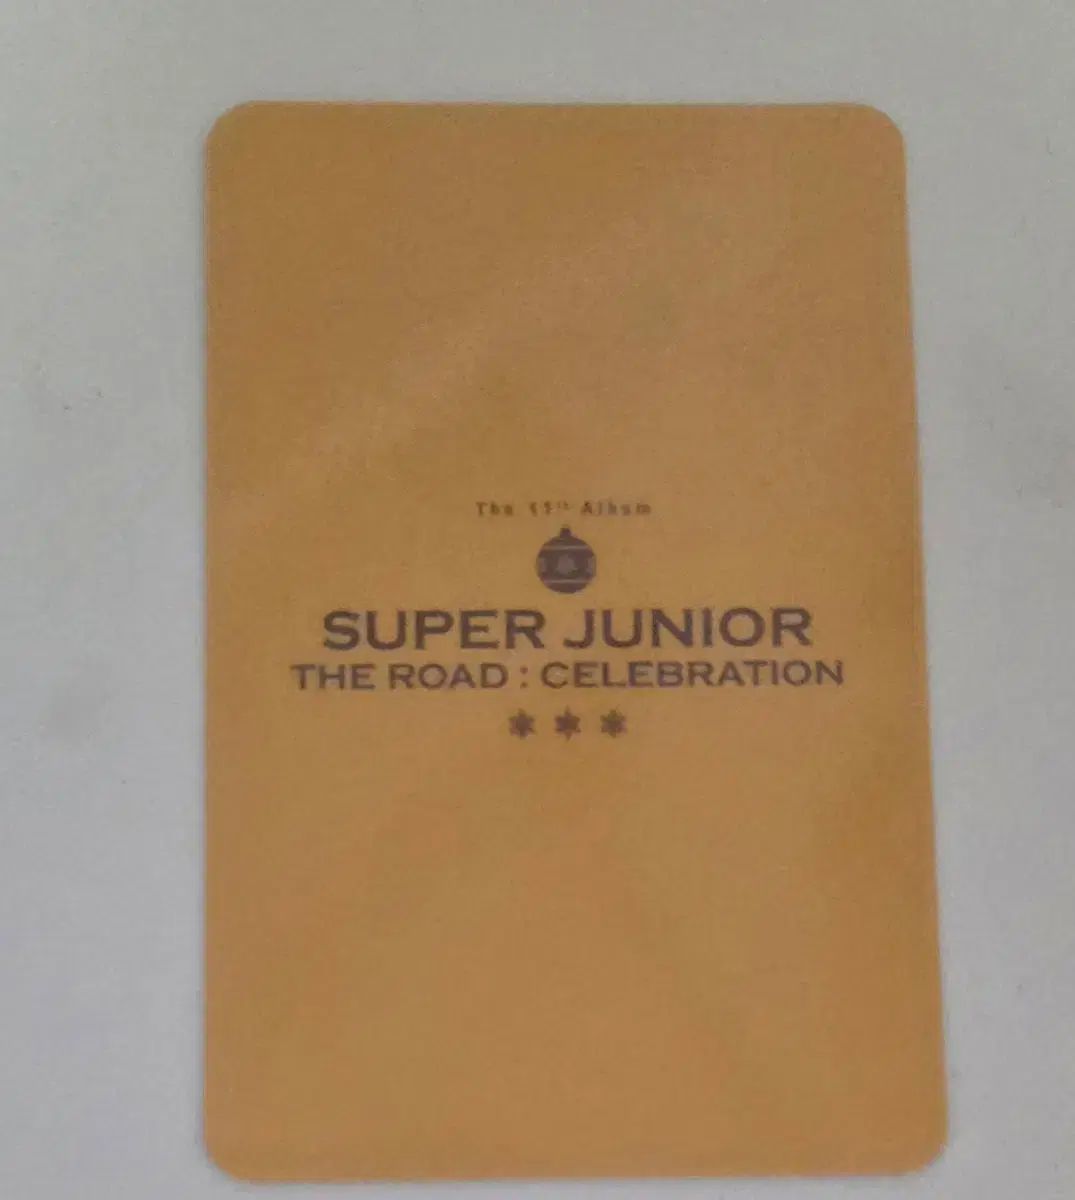 The 11th Album
SUPER JUNIOR
THE ROAD : CELEBRATION